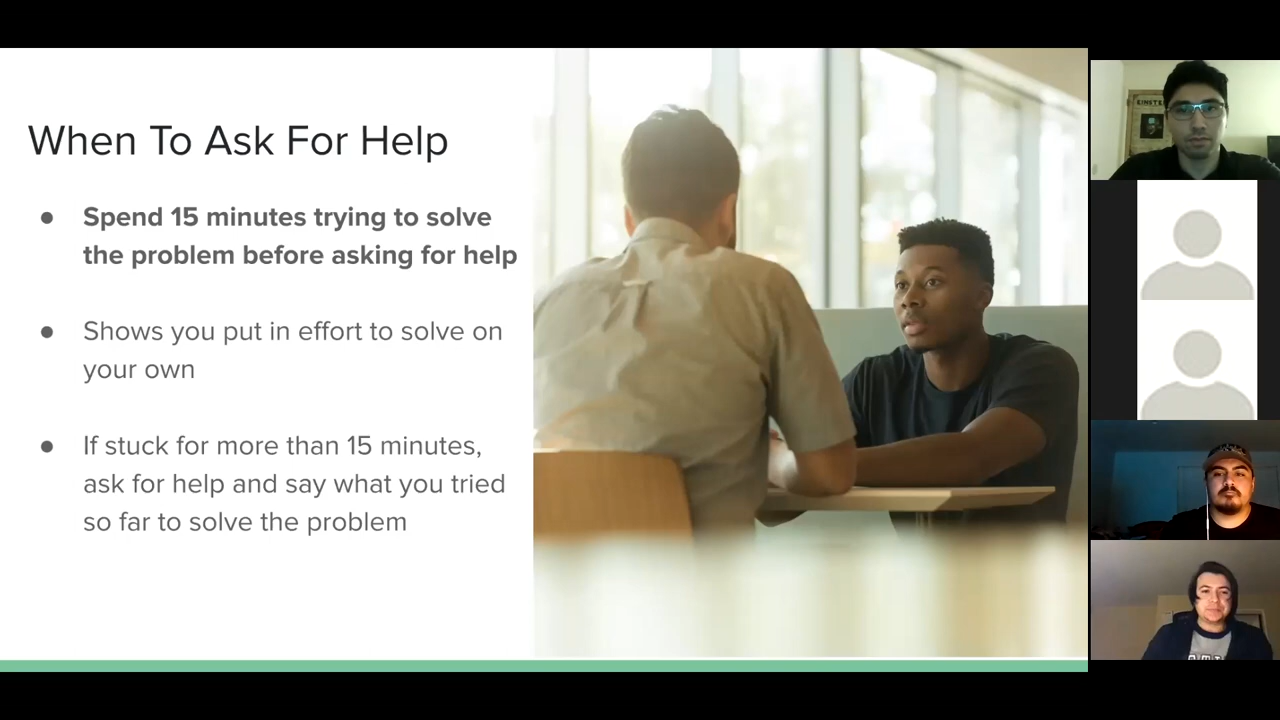 When To Ask For Help
● Spend 15 minutes trying to solve
the problem before asking for help
● Shows you put in effort to solve on
your own
● If stuck for more than 15 minutes,
ask for help and say what you tried
so far to solve the problem